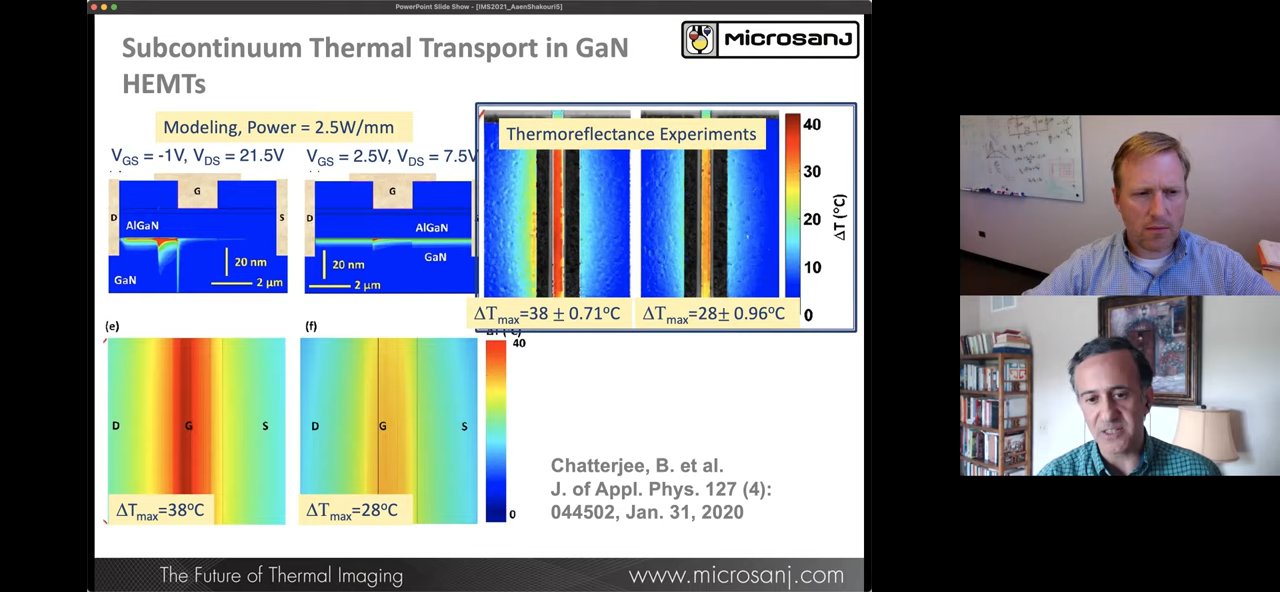 PowerPoint Slide Show - [IMS2021_AaenShakouri5]
Subcontinuum Thermal Transport in GaN
HEMTs
MICROSANJ
Modeling, Power = 2.5W/mm
VGS = -1V, VDS = 21.5V
VGS = 2.5V, VDS = 7.5V
G
D
S
AlGaN
GaN
20 nm
2 μm
G
D
AlGaN
GaN
20 nm
2 μm
Thermoreflectance Experiments
40
30
20
10
0
ΔT (°C)
ΔTmax=38 ± 0.71°C
ΔTmax=28± 0.96°C
(e)
(f)
D
G
S
D
G
S
ΔTmax=38°C
ΔTmax=28°C
40
0
Chatterjee, B. et al.
J. of Appl. Phys. 127 (4):
044502, Jan. 31, 2020
The Future of Thermal Imaging
www.microsanj.com